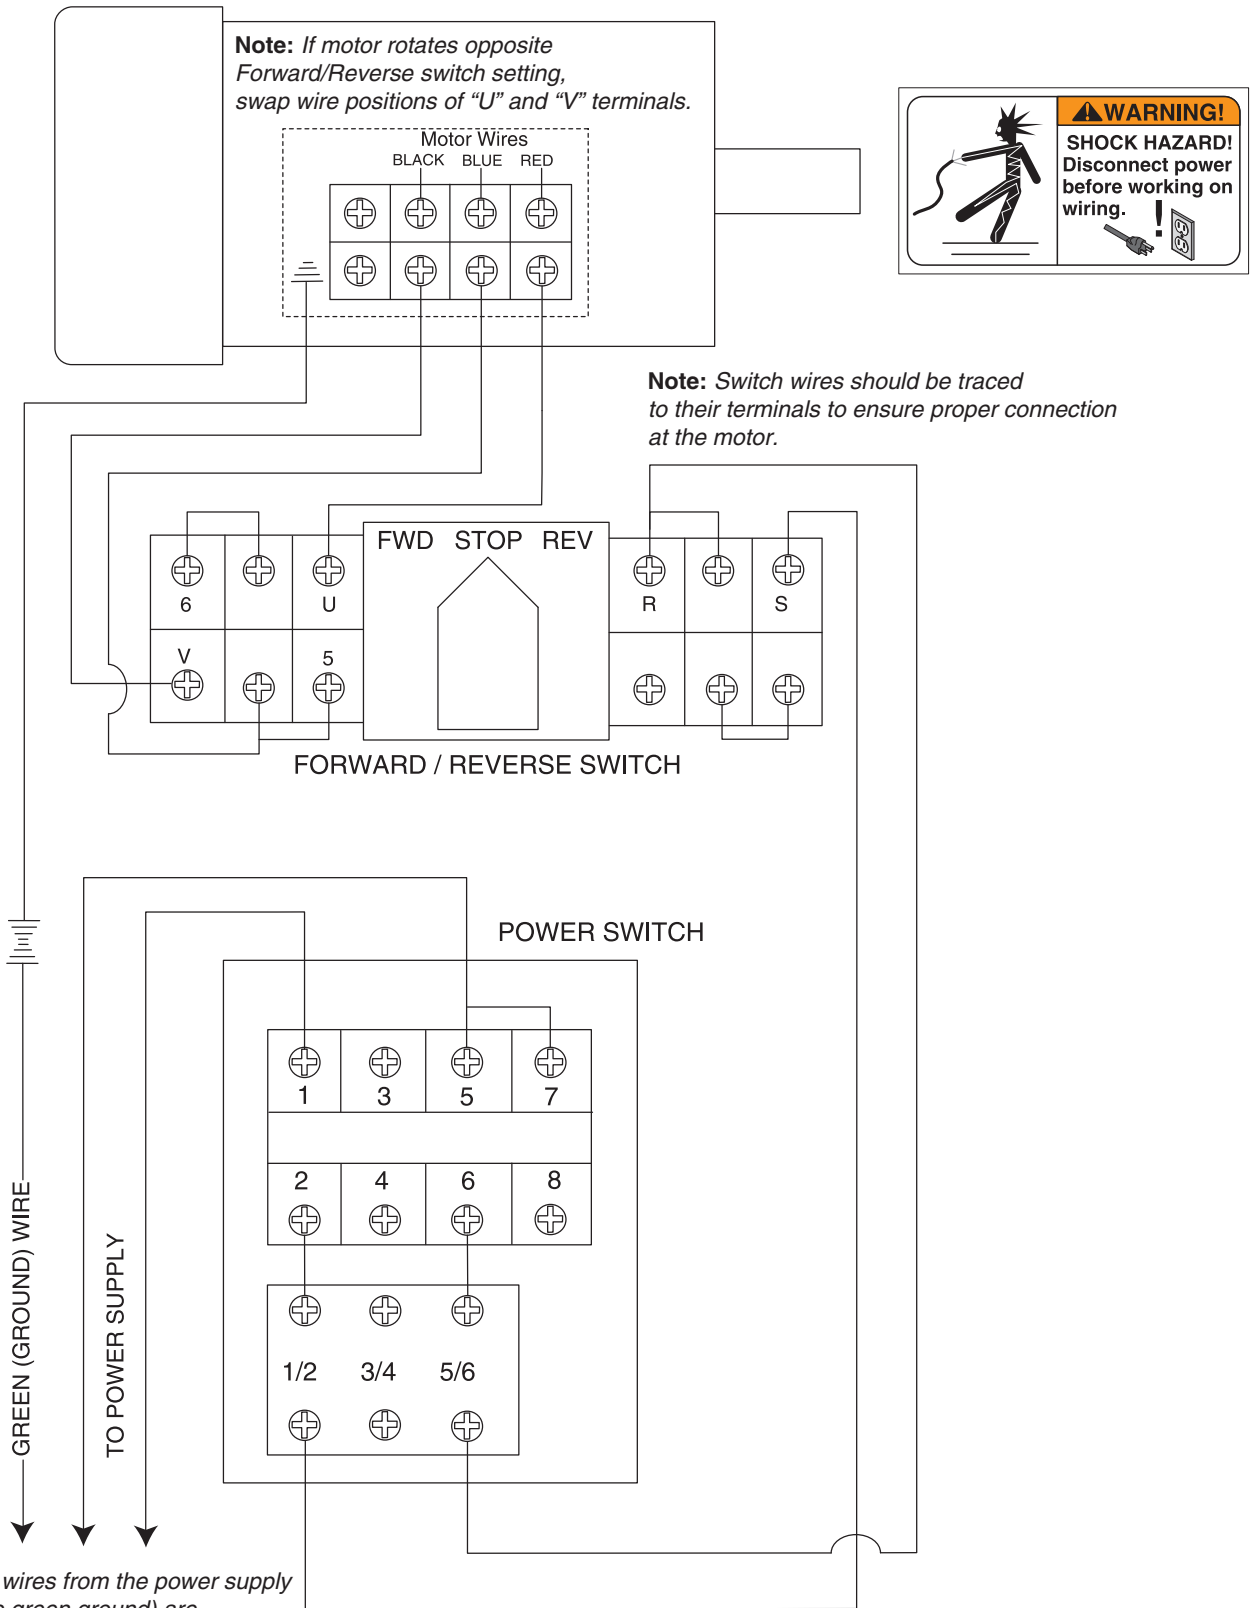 Note: If motor rotates opposite
Forward/Reverse switch setting,
swap wire positions of “U” and “V” terminals.
Motor Wires
BLACK BLUE RED
WARNING!
SHOCK HAZARD!
Disconnect power
before working on
wiring.
!
Note: Switch wires should be traced
to their terminals to ensure proper connection
at the motor.
FWD STOP REV
6 U R S
V 5
FORWARD / REVERSE SWITCH
POWER SWITCH
1 3 5 7
2 4 6 8
1/2 3/4 5/6
GREEN (GROUND) WIRE
TO POWER SUPPLY
wires from the power supply
green ground) are